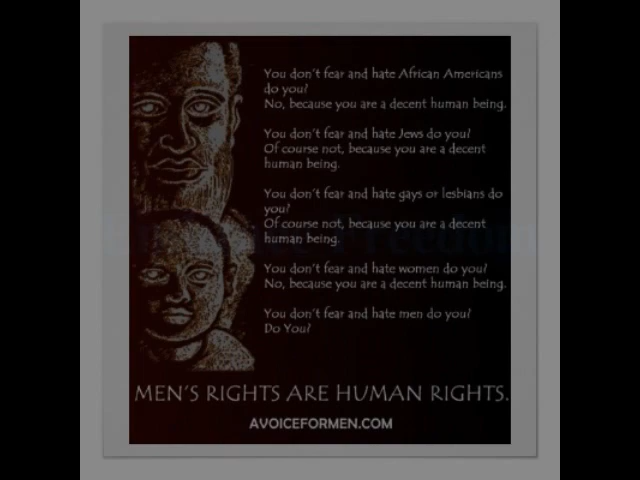 You don't fear and hate African Americans
do you?
No, because you are a decent human being.
You don't fear and hate Jews do you?
Of course not, because you are a decent
human being.
You don't fear and hate gays or lesbians do
you?
Of course not, because you are a decent
human being.
You don't fear and hate women do you?
No, because you are a decent human being.
You don't fear and hate men do you?
Do You?
MEN'S RIGHTS ARE HUMAN RIGHTS.
AVOICEFORMEN.COM